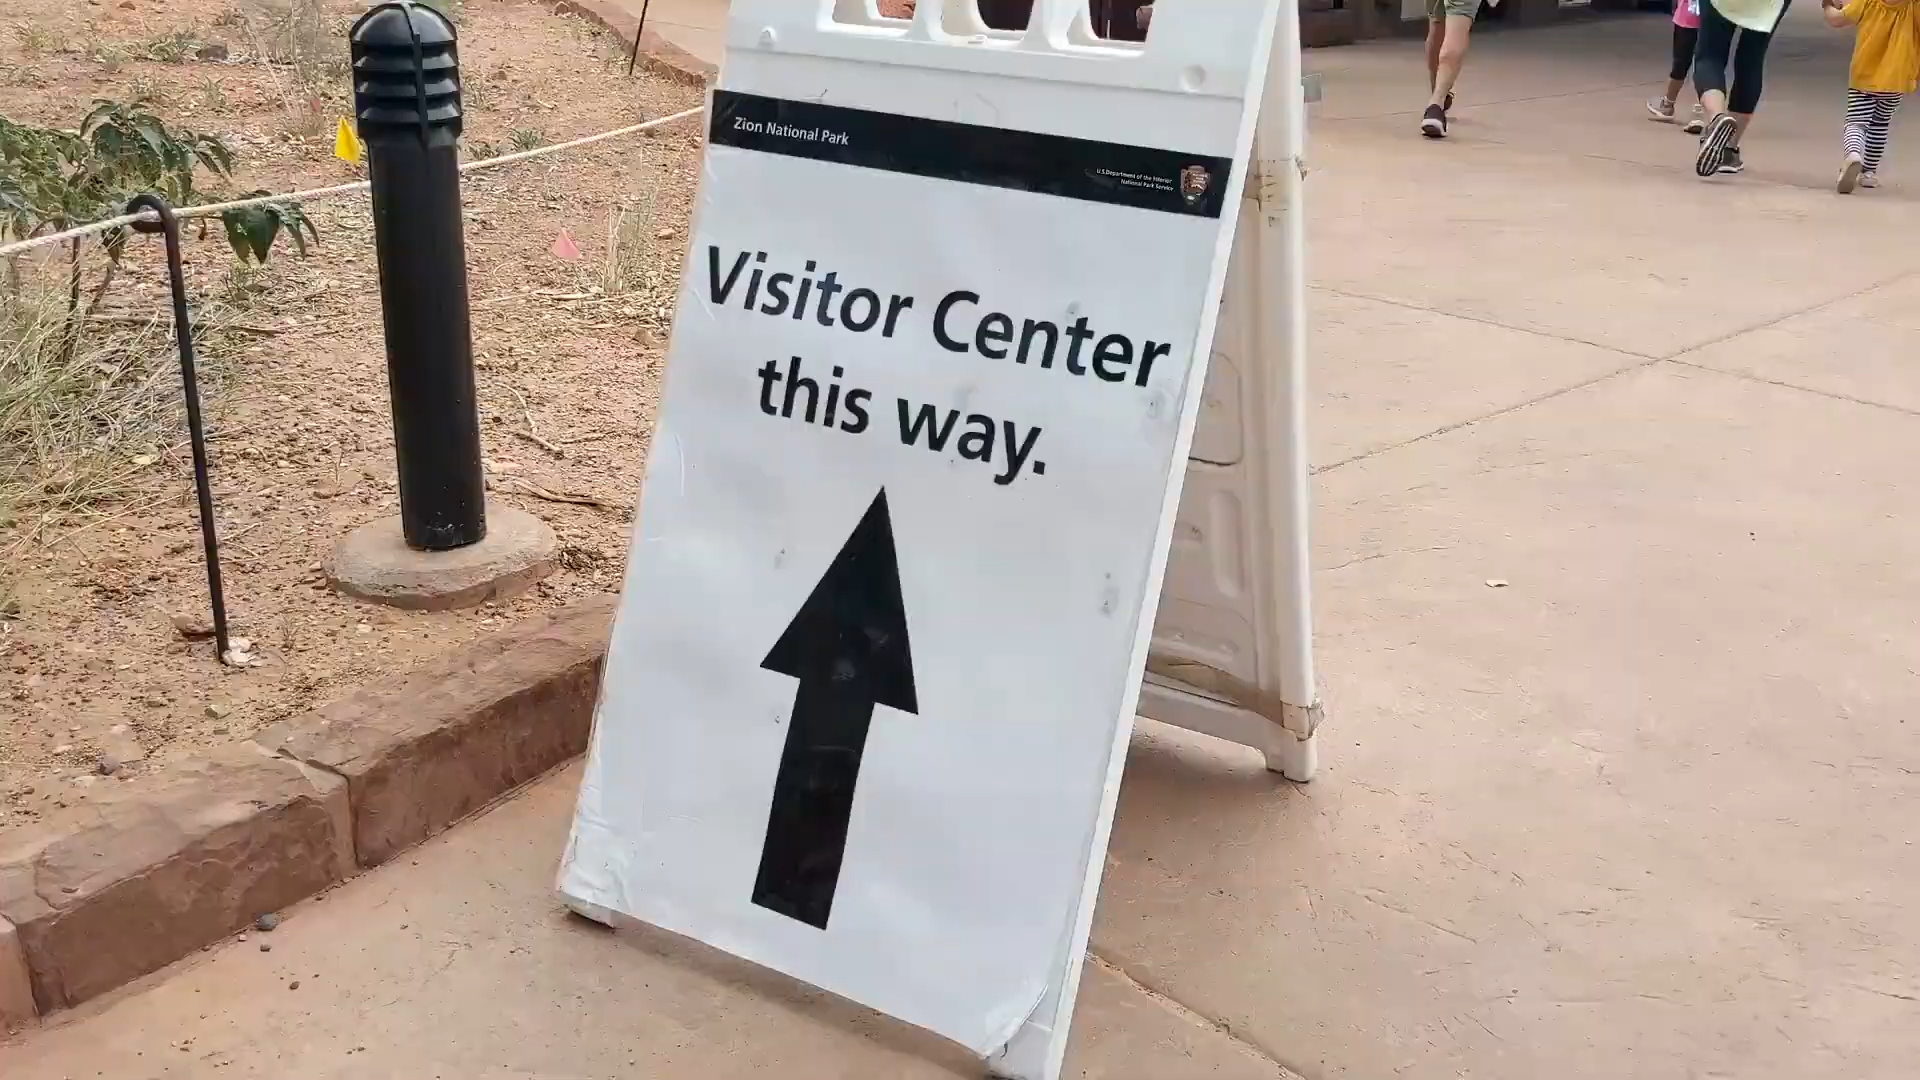 Zion National Park
U.S. Department of the Interior
National Park Service
Visitor Center
this way.